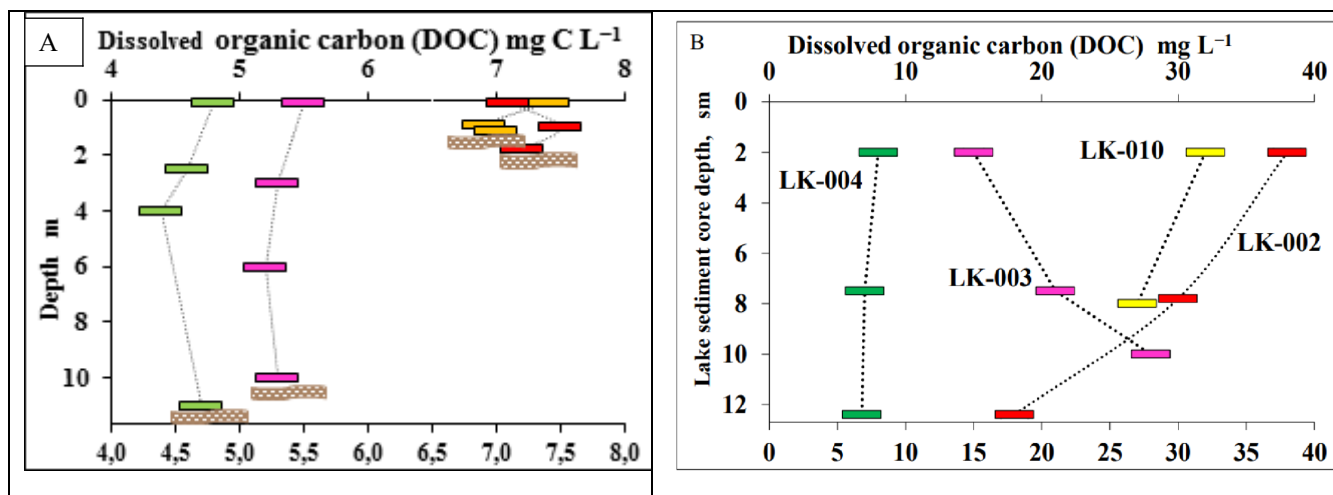 A
Dissolved organic carbon (DOC) mg C L⁻¹
4 5 6 7 8
0
2
4
6
8
10
Depth m
4,0 4,5 5,0 5,5 6,0 6,5 7,0 7,5 8,0
B
Dissolved organic carbon (DOC) mg L⁻¹
0 10 20 30 40
0
2
4
6
8
10
12
Lake sediment core depth, sm
LK-010
LK-004
LK-002
LK-003
0 5 10 15 20 25 30 35 40